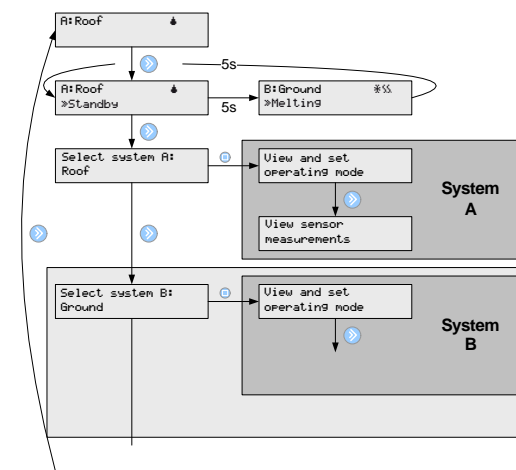 A:Roof
5s
A:Roof
»Standby
5s
B:Ground
»Melting
Select system A:
Roof
View and set
operating mode
System
A
View sensor
measurements
Select system B:
Ground
View and set
operating mode
System
B